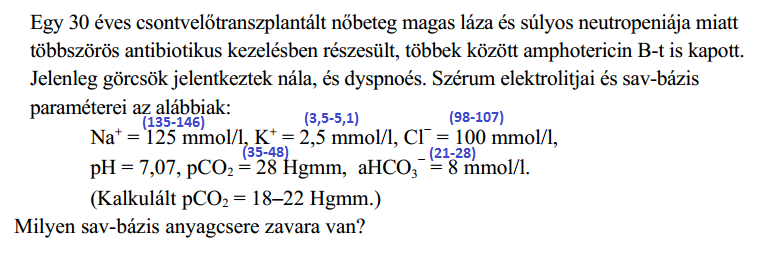 Egy 30 éves csontvelőtranszplantált nőbeteg magas láza és súlyos neutropeniája miatt
többszörös antibiotikus kezelésben részesült, többek között amphotericin B-t is kapott.
Jelenleg görcsök jelentkeztek nála, és dyspnoés. Szérum elektrolitjai és sav-bázis
paraméterei az alábbiak:
(135-146) (3,5-5,1) (98-107)
Na⁺ = 125 mmol/l, K⁺ = 2,5 mmol/l, Cl⁻ = 100 mmol/l,
(35-48) (21-28)
pH = 7,07, pCO₂ = 28 Hgmm, aHCO₃⁻ = 8 mmol/l.
(Kalkulált pCO₂ = 18–22 Hgmm.)
Milyen sav-bázis anyagcsere zavara van?